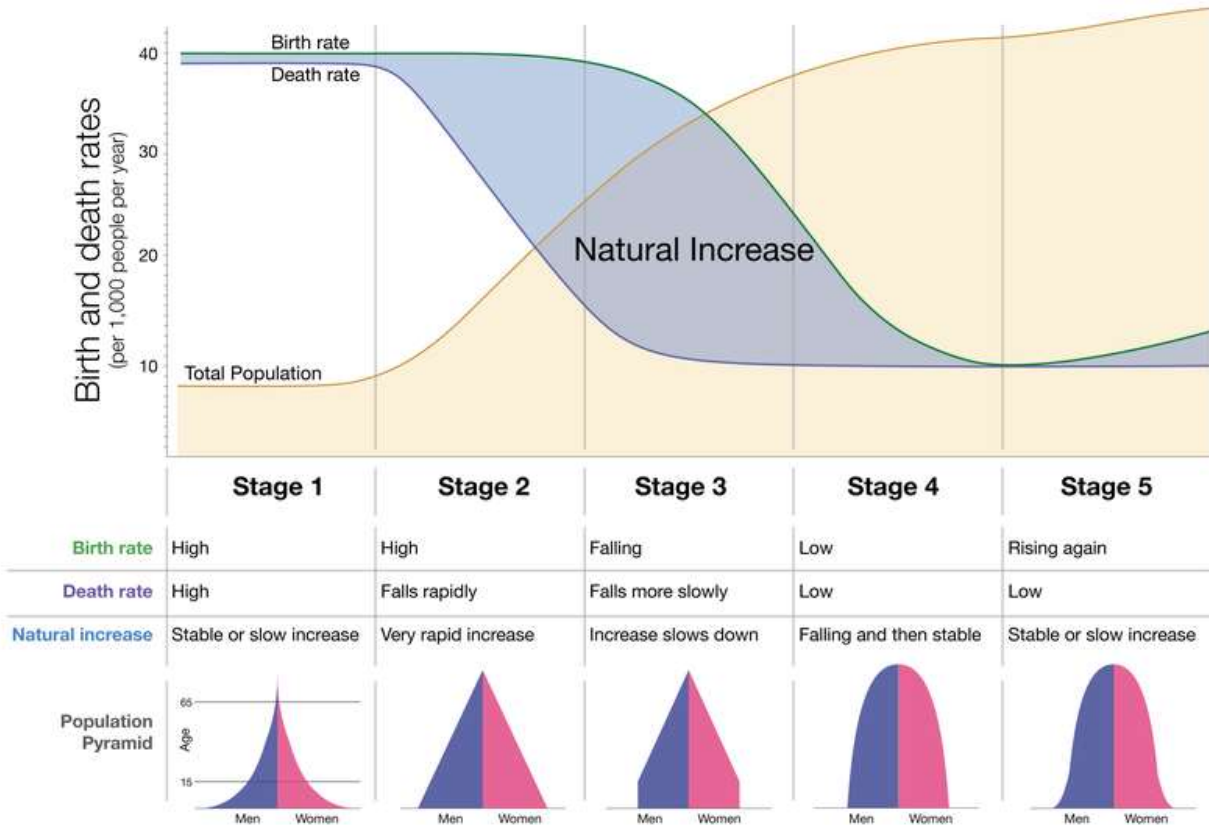 Birth and death rates
(per 1,000 people per year)
40
30
20
10
Birth rate
Death rate
Natural Increase
Total Population
Stage 1
Stage 2
Stage 3
Stage 4
Stage 5
Birth rate High High Falling Low Rising again
Death rate High Falls rapidly Falls more slowly Low Low
Natural increase Stable or slow increase Very rapid increase Increase slows down Falling and then stable Stable or slow increase
Population
Pyramid
65
Age
15
Men Women
Men Women
Men Women
Men Women
Men Women